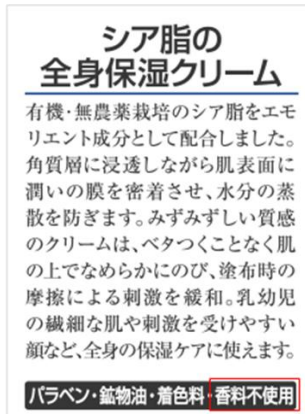 シア脂の
全身保湿クリーム
有機・無農薬栽培のシア脂をエモ
リエント成分として配合しました。
角質層に浸透しながら肌表面に
潤いの膜を密着させ、水分の蒸
散を防ぎます。みずみずしい質感
のクリームは、ベタつくことなく肌
の上でなめらかにのび、塗布時の
摩擦による刺激を緩和。乳幼児
の繊細な肌や刺激を受けやすい
顔など、全身の保湿ケアに使えます。
パラベン・鉱物油・着色料・香料不使用